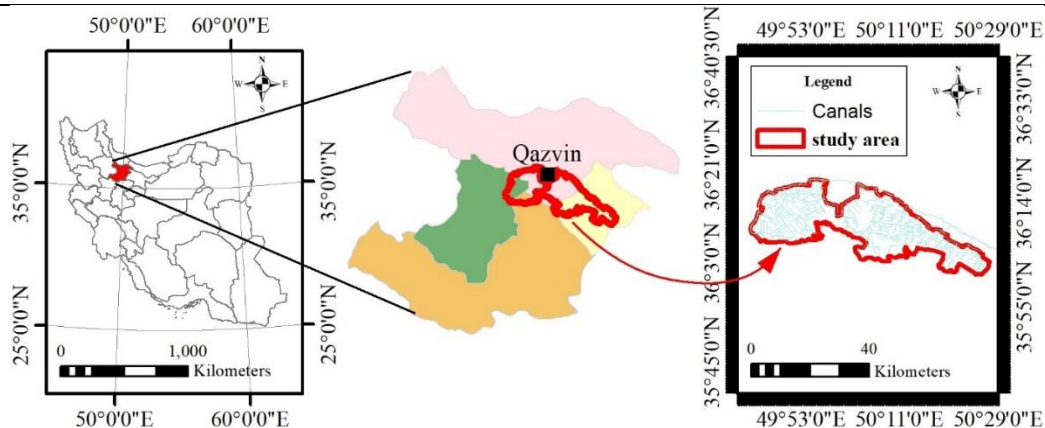 50°0'0"E 60°0'0"E
N
W E
S
35°0'0"N
25°0'0"N
35°0'0"N
25°0'0"N
0 1,000
Kilometers
50°0'0"E 60°0'0"E
Qazvin
49°53'0"E 50°11'0"E 50°29'0"E
36°40'30"N
36°21'0"N
36°3'0"N
35°45'0"N
Legend
Canals
study area
N
W E
S
36°33'0"N
36°14'0"N
35°55'0"N
0 40
Kilometers
49°53'0"E 50°11'0"E 50°29'0"E